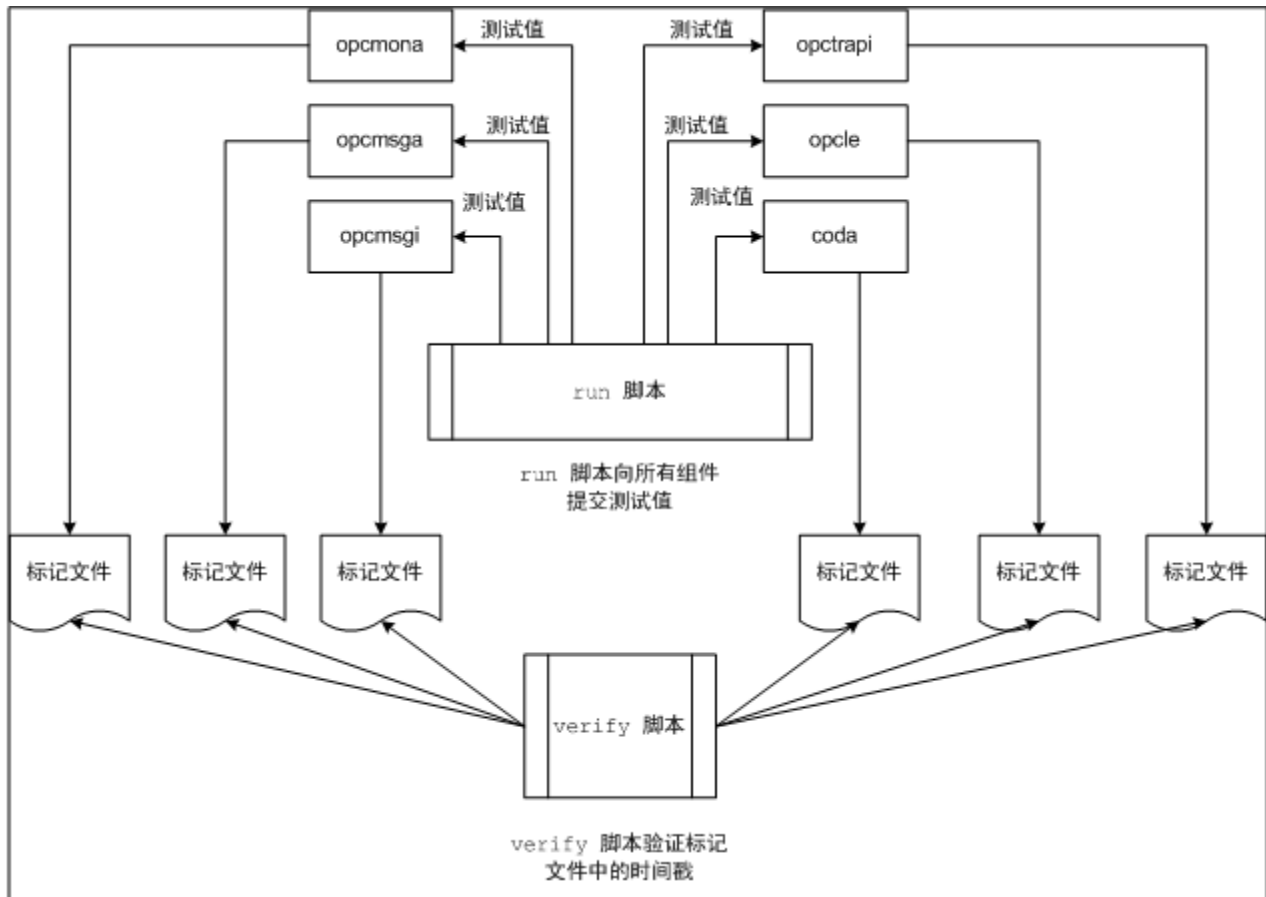 opcmona
测试值
测试值
opctrapi
opcmsga
测试值
测试值
opcle
opcmsgi
测试值
测试值
coda
run 脚本
run 脚本向所有组件
提交测试值
标记文件
标记文件
标记文件
标记文件
标记文件
标记文件
verify 脚本
verify 脚本验证标记
文件中的时间戳